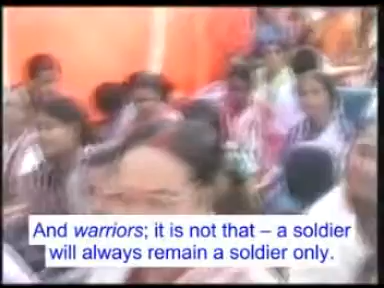 And warriors; it is not that – a soldier
will always remain a soldier only.